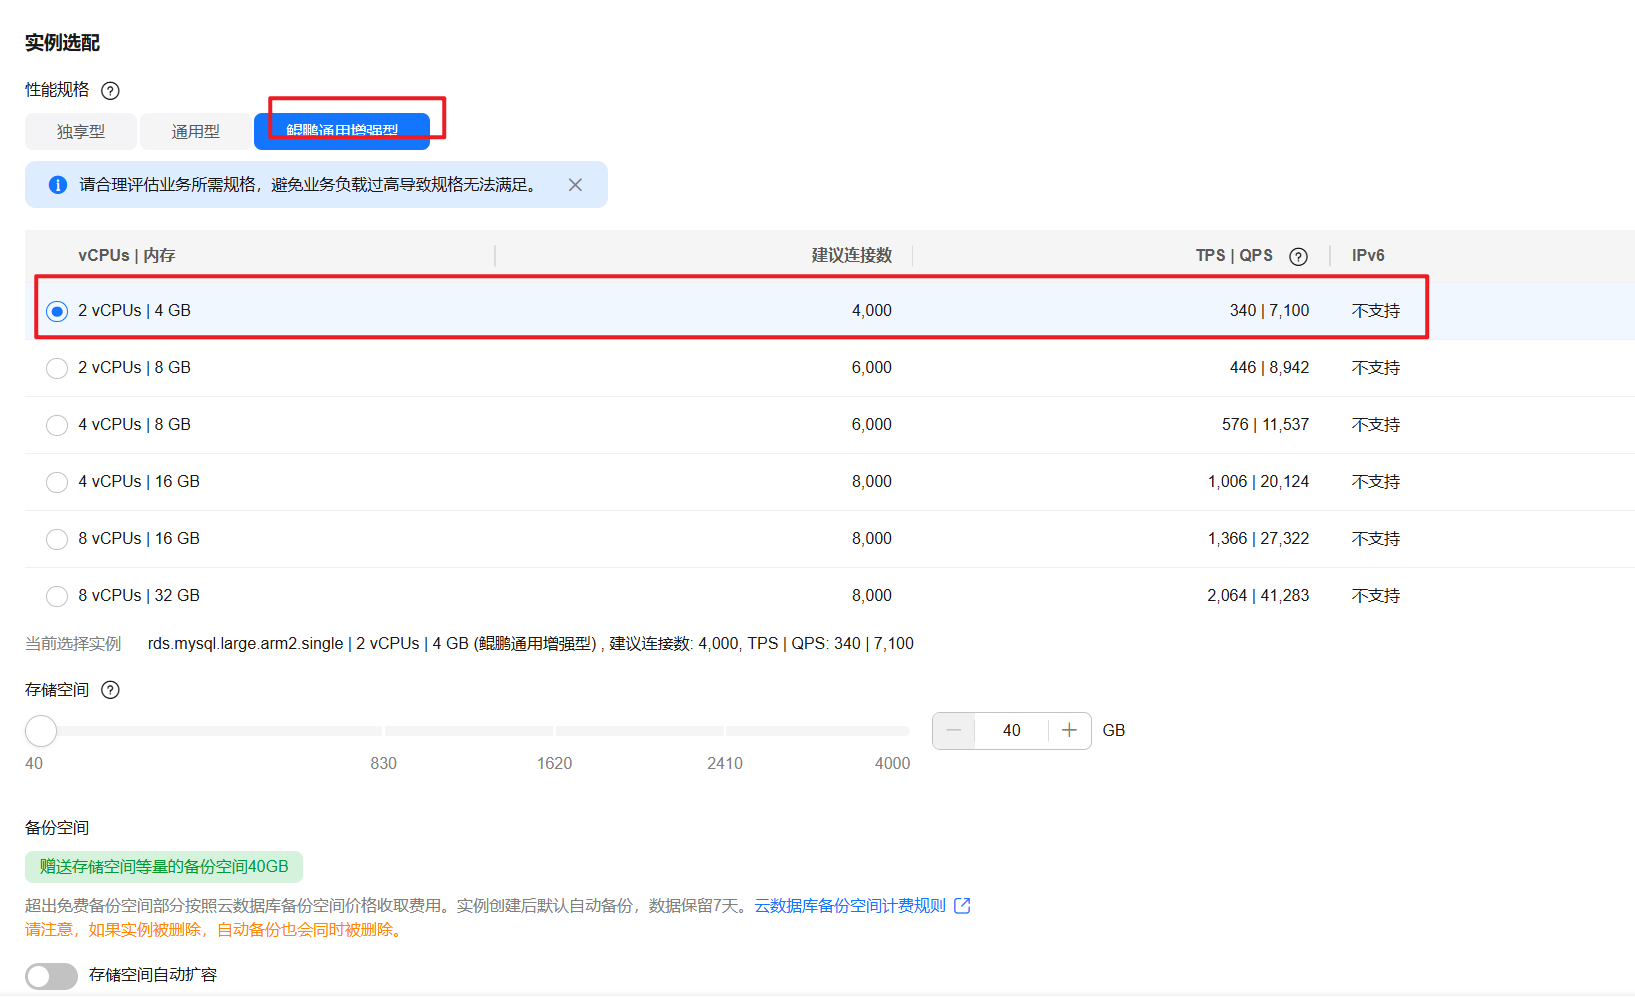 实例选配
性能规格 ?
独享型 通用型 鲲鹏通用增强型
请合理评估业务所需规格，避免业务负载过高导致规格无法满足。
vCPUs | 内存 建议连接数 TPS | QPS ? IPv6
2 vCPUs | 4 GB 4,000 340 | 7,100 不支持
2 vCPUs | 8 GB 6,000 446 | 8,942 不支持
4 vCPUs | 8 GB 6,000 576 | 11,537 不支持
4 vCPUs | 16 GB 8,000 1,006 | 20,124 不支持
8 vCPUs | 16 GB 8,000 1,366 | 27,322 不支持
8 vCPUs | 32 GB 8,000 2,064 | 41,283 不支持
当前选择实例 rds.mysql.large.arm2.single | 2 vCPUs | 4 GB (鲲鹏通用增强型) , 建议连接数: 4,000, TPS | QPS: 340 | 7,100
存储空间 ?
40 GB
40 830 1620 2410 4000
备份空间
赠送存储空间等量的备份空间40GB
超出免费备份空间部分按照云数据库备份空间价格收取费用。实例创建后默认自动备份，数据保留7天。云数据库备份空间计费规则
请注意，如果实例被删除，自动备份也会同时被删除。
存储空间自动扩容